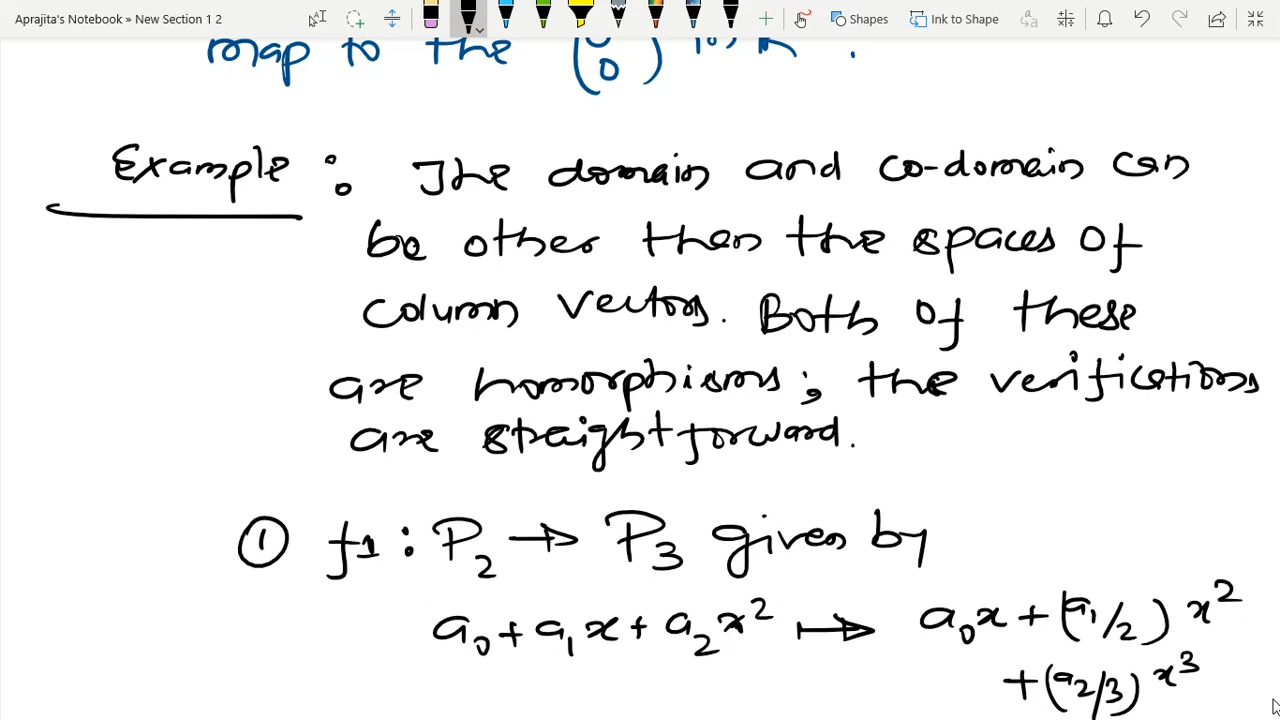 Aprajita's Notebook » New Section 1 2
Shapes
Ink to Shape
map to the
0
Example : The domain and co-domain can
be other than the spaces of
column vectors. Both of these
are homorphisms; the verifications
are straightforward.
① f1 : P₂ → P₃ given by
a₀ + a₁x + a₂x² ↦ a₀x + (a₁/2) x²
+ (a₂/3) x³